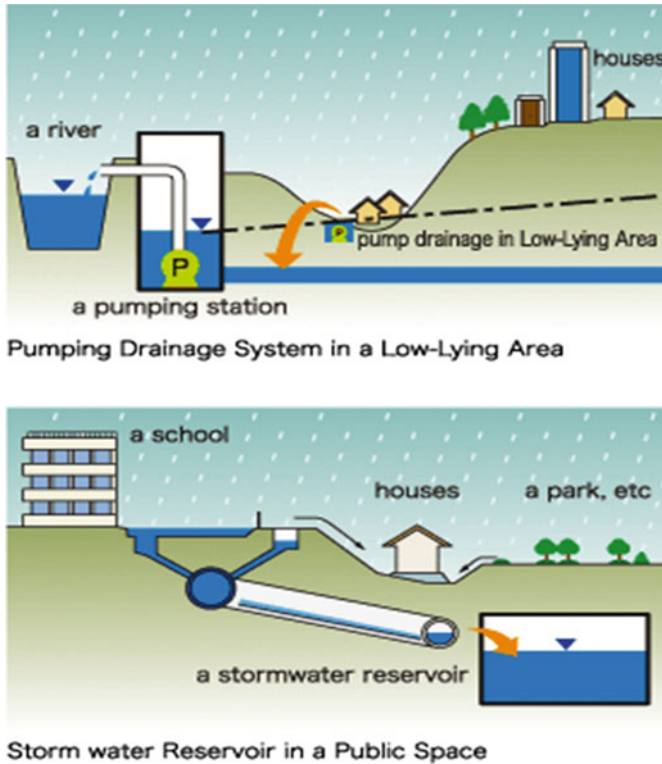 houses
a river
P
pump drainage in Low-Lying Area
P
a pumping station
Pumping Drainage System in a Low-Lying Area
a school
houses
a park, etc
a stormwater reservoir
Storm water Reservoir in a Public Space